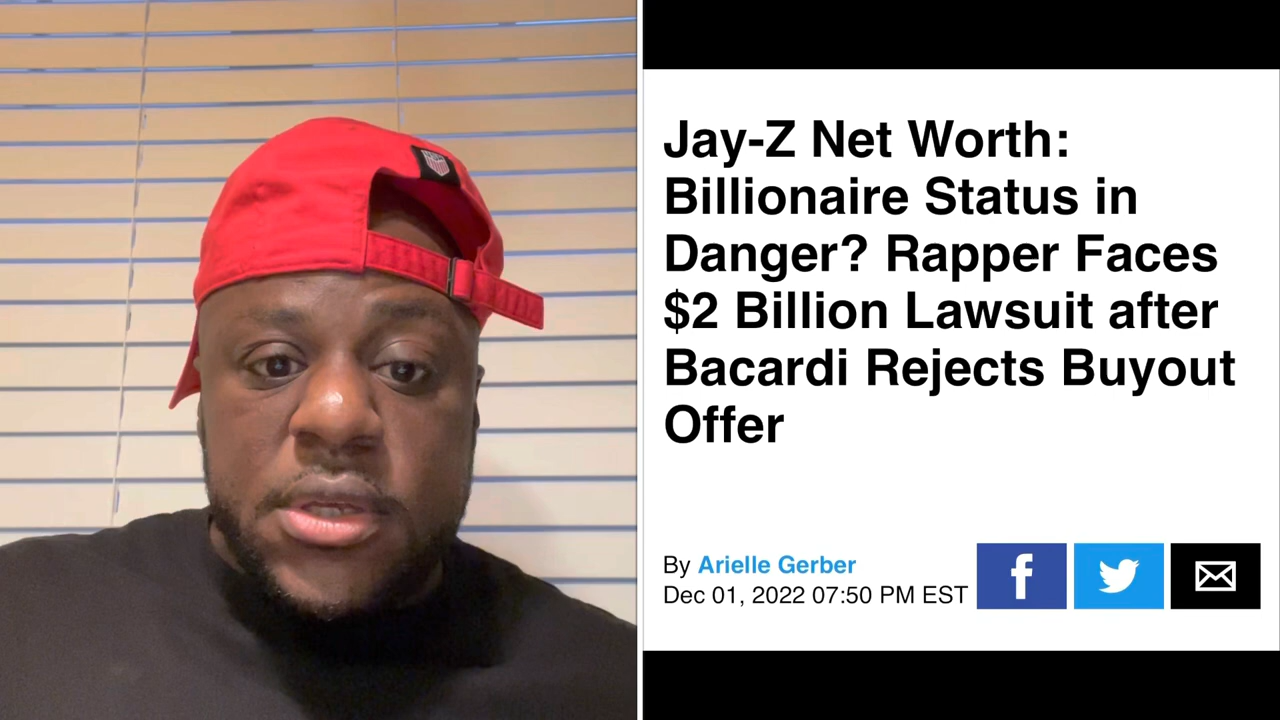 Jay-Z Net Worth:
Billionaire Status in
Danger? Rapper Faces
$2 Billion Lawsuit after
Bacardi Rejects Buyout
Offer
By Arielle Gerber
Dec 01, 2022 07:50 PM EST